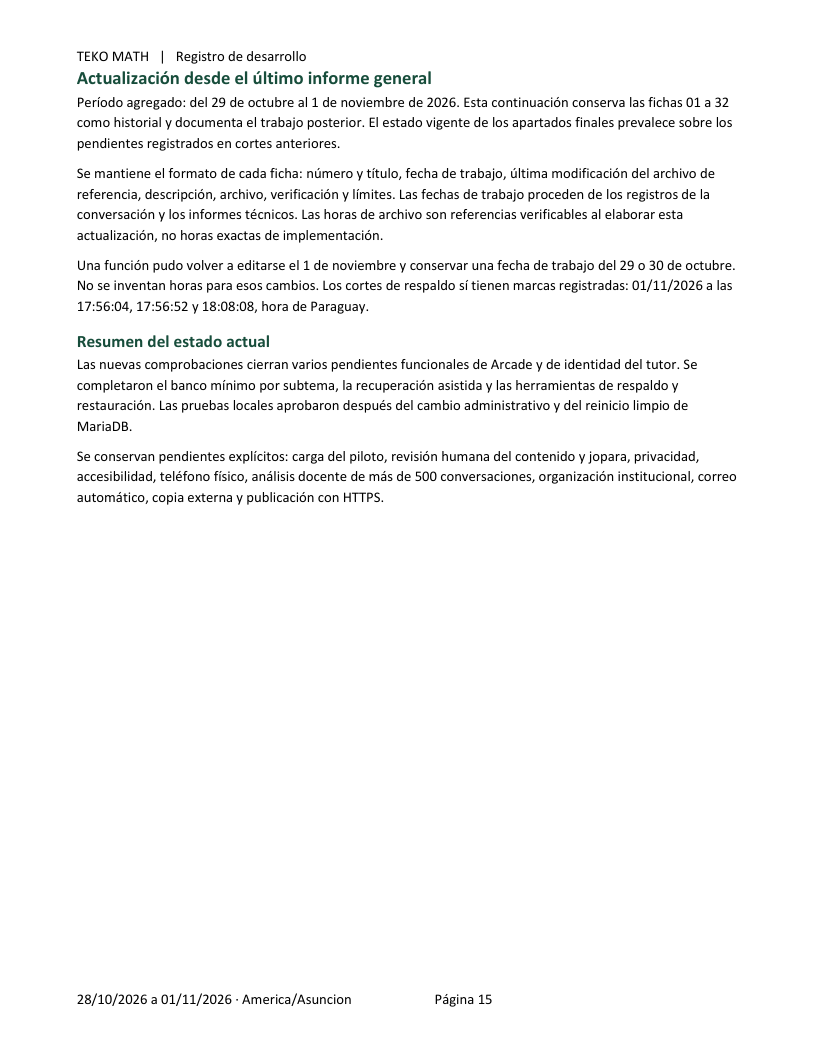 TEKO MATH | Registro de desarrollo
Actualización desde el último informe general
Período agregado: del 29 de octubre al 1 de noviembre de 2026. Esta continuación conserva las fichas 01 a 32
como historial y documenta el trabajo posterior. El estado vigente de los apartados finales prevalece sobre los
pendientes registrados en cortes anteriores.
Se mantiene el formato de cada ficha: número y título, fecha de trabajo, última modificación del archivo de
referencia, descripción, archivo, verificación y límites. Las fechas de trabajo proceden de los registros de la
conversación y los informes técnicos. Las horas de archivo son referencias verificables al elaborar esta
actualización, no horas exactas de implementación.
Una función pudo volver a editarse el 1 de noviembre y conservar una fecha de trabajo del 29 o 30 de octubre.
No se inventan horas para esos cambios. Los cortes de respaldo sí tienen marcas registradas: 01/11/2026 a las
17:56:04, 17:56:52 y 18:08:08, hora de Paraguay.
Resumen del estado actual
Las nuevas comprobaciones cierran varios pendientes funcionales de Arcade y de identidad del tutor. Se
completaron el banco mínimo por subtema, la recuperación asistida y las herramientas de respaldo y
restauración. Las pruebas locales aprobaron después del cambio administrativo y del reinicio limpio de
MariaDB.
Se conservan pendientes explícitos: carga del piloto, revisión humana del contenido y jopara, privacidad,
accesibilidad, teléfono físico, análisis docente de más de 500 conversaciones, organización institucional, correo
automático, copia externa y publicación con HTTPS.
28/10/2026 a 01/11/2026 · America/Asuncion Página 15